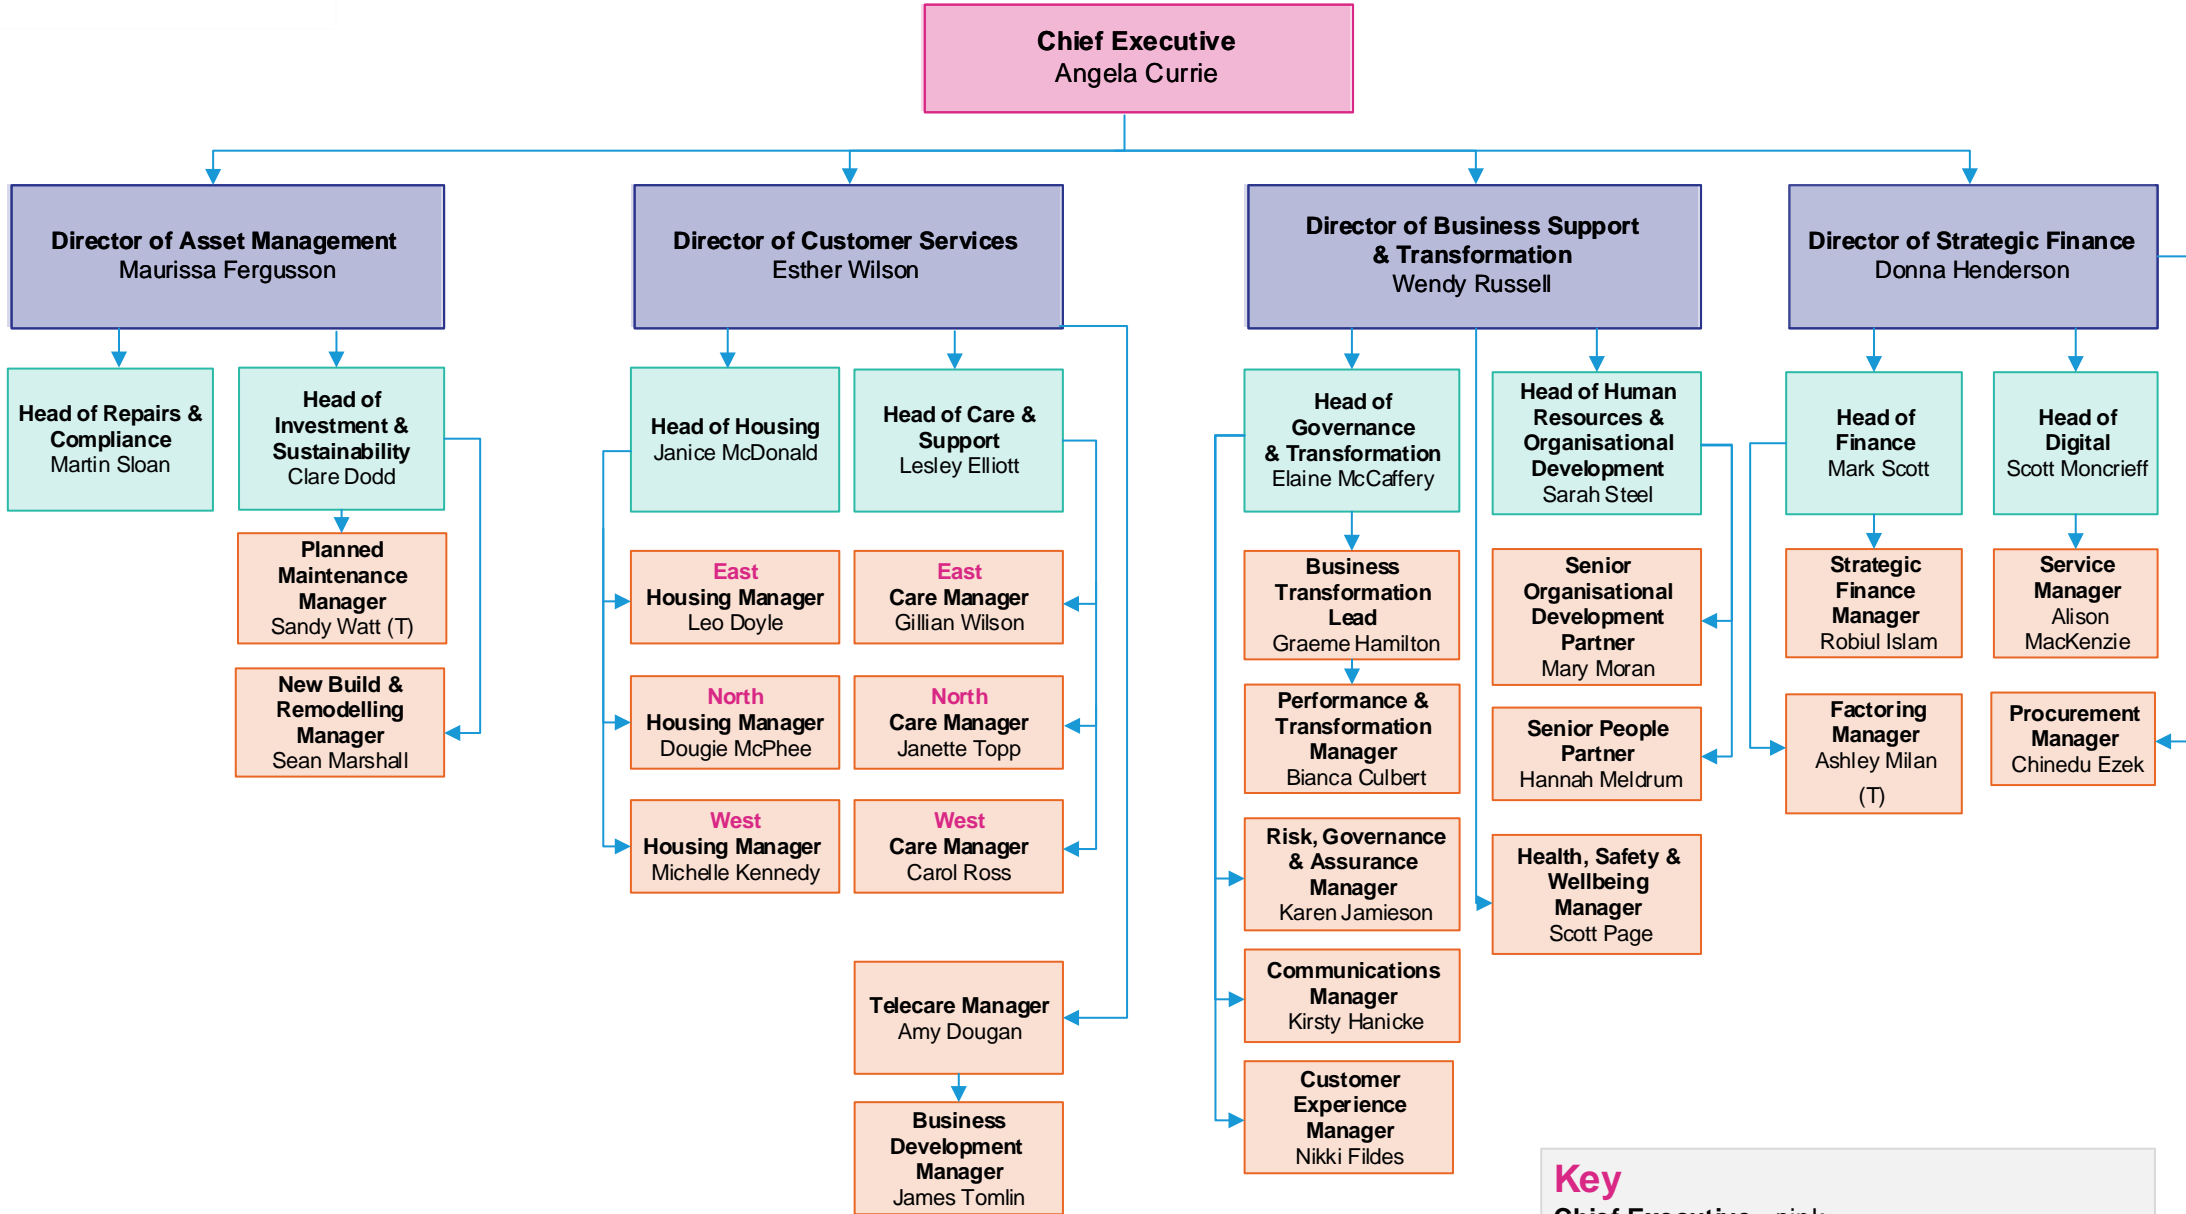 Chief Executive
Angela Currie
Director of Asset Management
Maurissa Fergusson
Director of Customer Services
Esther Wilson
Director of Business Support
& Transformation
Wendy Russell
Director of Strategic Finance
Donna Henderson
Head of Repairs &
Compliance
Martin Sloan
Head of
Investment &
Sustainability
Clare Dodd
Head of Housing
Janice McDonald
Head of Care &
Support
Lesley Elliott
Head of
Governance
& Transformation
Elaine McCaffery
Head of Human
Resources &
Organisational
Development
Sarah Steel
Head of
Finance
Mark Scott
Head of
Digital
Scott Moncrieff
Planned
Maintenance
Manager
Sandy Watt (T)
New Build &
Remodelling
Manager
Sean Marshall
East
Housing Manager
Leo Doyle
North
Housing Manager
Dougie McPhee
West
Housing Manager
Michelle Kennedy
East
Care Manager
Gillian Wilson
North
Care Manager
Janette Topp
West
Care Manager
Carol Ross
Telecare Manager
Amy Dougan
Business
Development
Manager
James Tomlin
Business
Transformation
Lead
Graeme Hamilton
Performance &
Transformation
Manager
Bianca Culbert
Risk, Governance
& Assurance
Manager
Karen Jamieson
Communications
Manager
Kirsty Hanicke
Customer
Experience
Manager
Nikki Fildes
Senior
Organisational
Development
Partner
Mary Moran
Senior People
Partner
Hannah Meldrum
Health, Safety &
Wellbeing
Manager
Scott Page
Strategic
Finance
Manager
Robiul Islam
Factoring
Manager
Ashley Milan
(T)
Service
Manager
Alison
MacKenzie
Procurement
Manager
Chinedu Ezek
Key
Chief Executive - pink